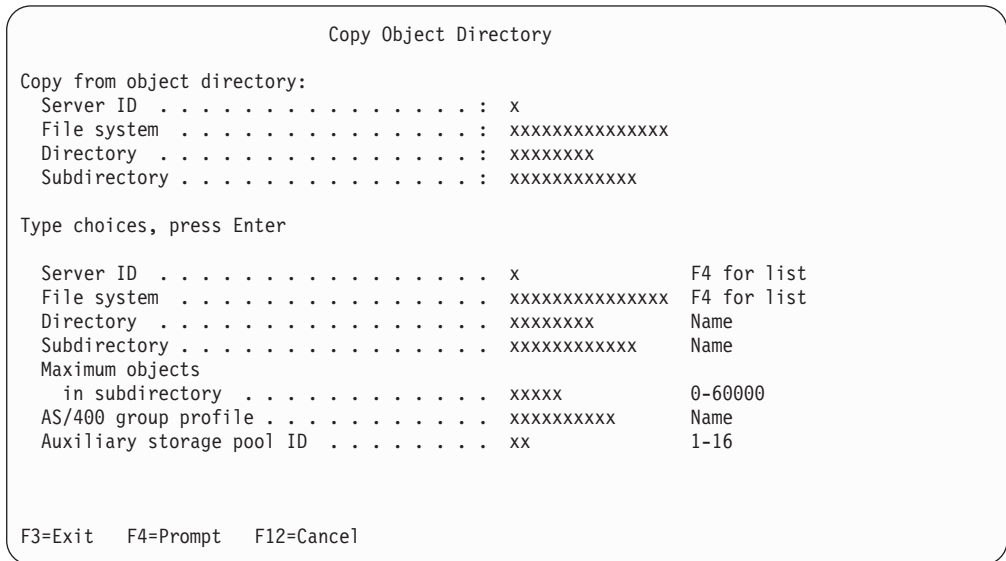 Copy Object Directory
Copy from object directory:
Server ID . . . . . . . . . . . . . . . : x
File system . . . . . . . . . . . . . . : xxxxxxxxxxxxxxx
Directory . . . . . . . . . . . . . . . : xxxxxxxx
Subdirectory . . . . . . . . . . . . . . : xxxxxxxxxxxx
Type choices, press Enter
Server ID . . . . . . . . . . . . . . . . x F4 for list
File system . . . . . . . . . . . . . . . xxxxxxxxxxxxxxx F4 for list
Directory . . . . . . . . . . . . . . . . xxxxxxxx Name
Subdirectory . . . . . . . . . . . . . . . xxxxxxxxxxxx Name
Maximum objects
in subdirectory . . . . . . . . . . . . xxxxx 0-60000
AS/400 group profile . . . . . . . . . . . xxxxxxxxxx Name
Auxiliary storage pool ID . . . . . . . . xx 1-16
F3=Exit F4=Prompt F12=Cancel